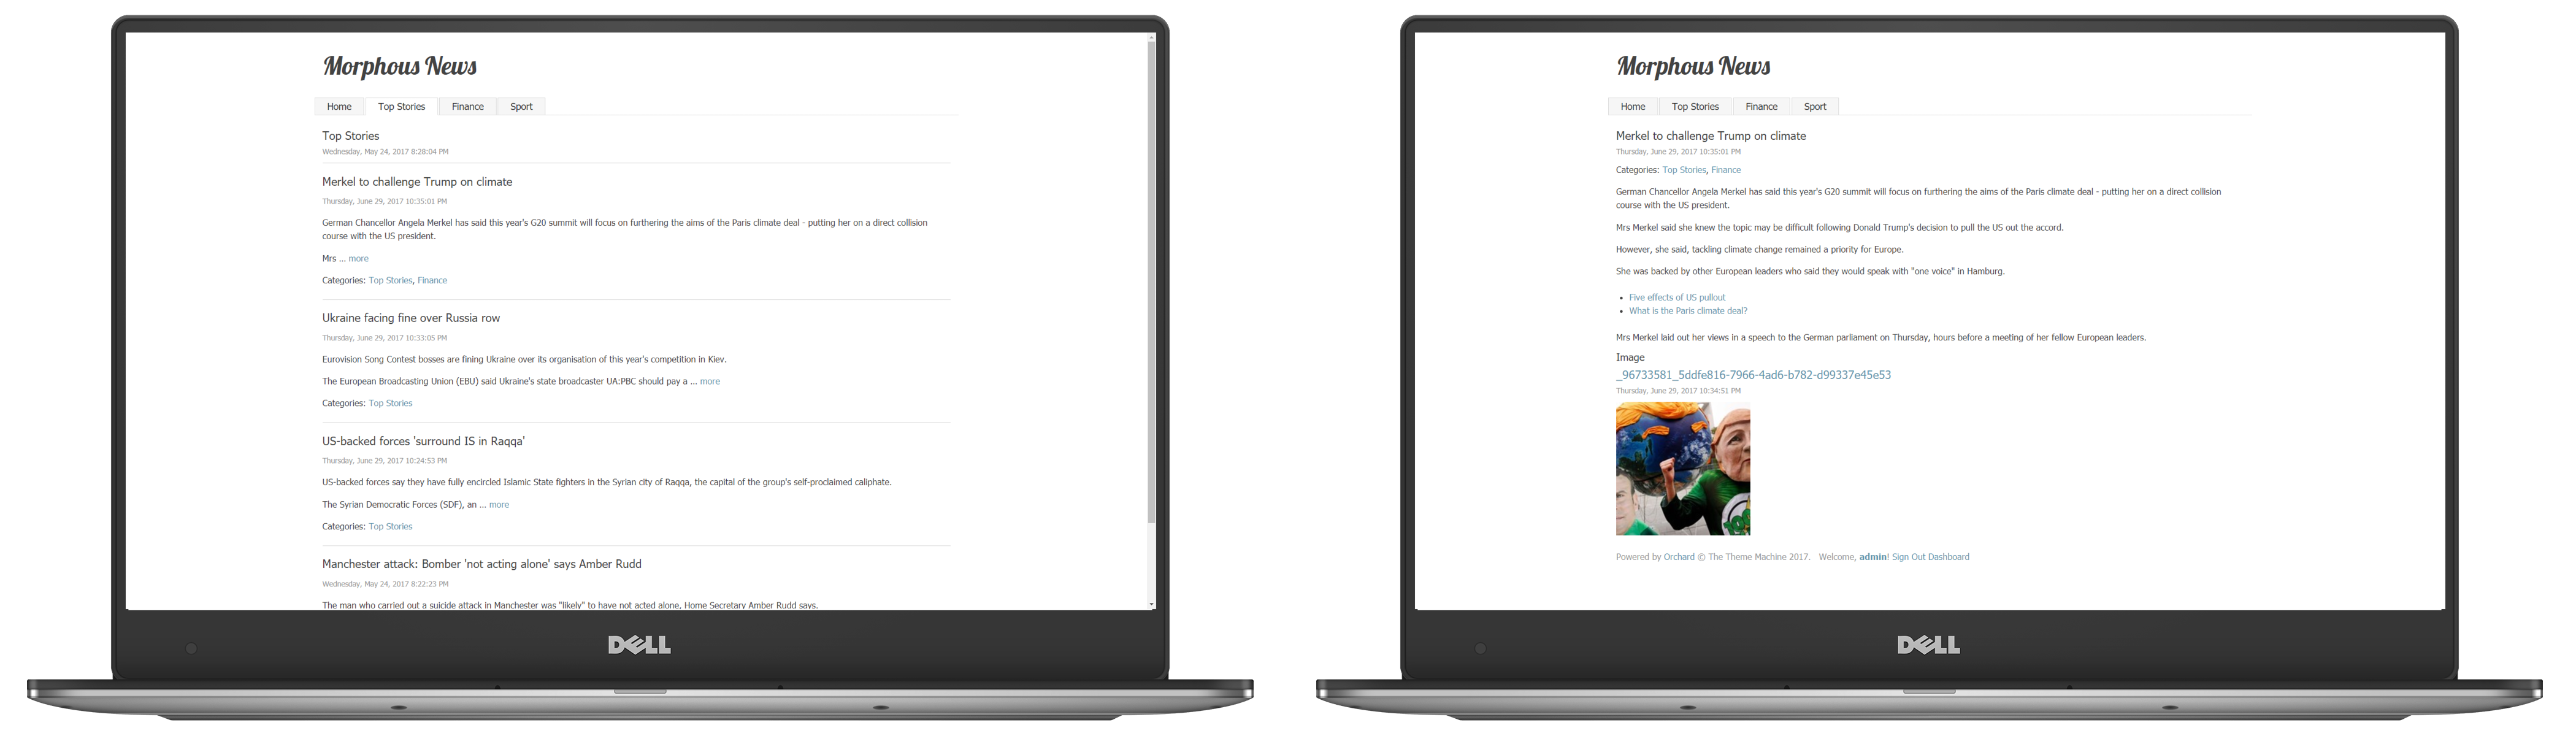 Morphous News
Home
Top Stories
Finance
Sport
Top Stories
Wednesday, May 24, 2017 8:28:04 PM
Merkel to challenge Trump on climate
Thursday, June 29, 2017 10:35:01 PM
German Chancellor Angela Merkel has said this year's G20 summit will focus on furthering the aims of the Paris climate deal - putting her on a direct collision
course with the US president.
Mrs ... more
Categories: Top Stories, Finance
Ukraine facing fine over Russia row
Thursday, June 29, 2017 10:33:05 PM
Eurovision Song Contest bosses are fining Ukraine over its organisation of this year's competition in Kiev.
The European Broadcasting Union (EBU) said Ukraine's state broadcaster UA:PBC should pay a ... more
Categories: Top Stories
US-backed forces 'surround IS in Raqqa'
Thursday, June 29, 2017 10:24:53 PM
US-backed forces say they have fully encircled Islamic State fighters in the Syrian city of Raqqa, the capital of the group's self-proclaimed caliphate.
The Syrian Democratic Forces (SDF), an ... more
Categories: Top Stories
Manchester attack: Bomber 'not acting alone' says Amber Rudd
Wednesday, May 24, 2017 8:22:23 PM
The man who carried out a suicide attack in Manchester was "likely" to have not acted alone, Home Secretary Amber Rudd says.
DELL
Morphous News
Home
Top Stories
Finance
Sport
Merkel to challenge Trump on climate
Thursday, June 29, 2017 10:35:01 PM
Categories: Top Stories, Finance
German Chancellor Angela Merkel has said this year's G20 summit will focus on furthering the aims of the Paris climate deal - putting her on a direct collision
course with the US president.
Mrs Merkel said she knew the topic may be difficult following Donald Trump's decision to pull the US out the accord.
However, she said, tackling climate change remained a priority for Europe.
She was backed by other European leaders who said they would speak with "one voice" in Hamburg.
• Five effects of US pullout
• What is the Paris climate deal?
Mrs Merkel laid out her views in a speech to the German parliament on Thursday, hours before a meeting of her fellow European leaders.
Image
_96733581_5ddfe816-7966-4ad6-b782-d99337e45e53
Thursday, June 29, 2017 10:34:51 PM
Powered by Orchard © The Theme Machine 2017. Welcome, admin! Sign Out Dashboard
DELL